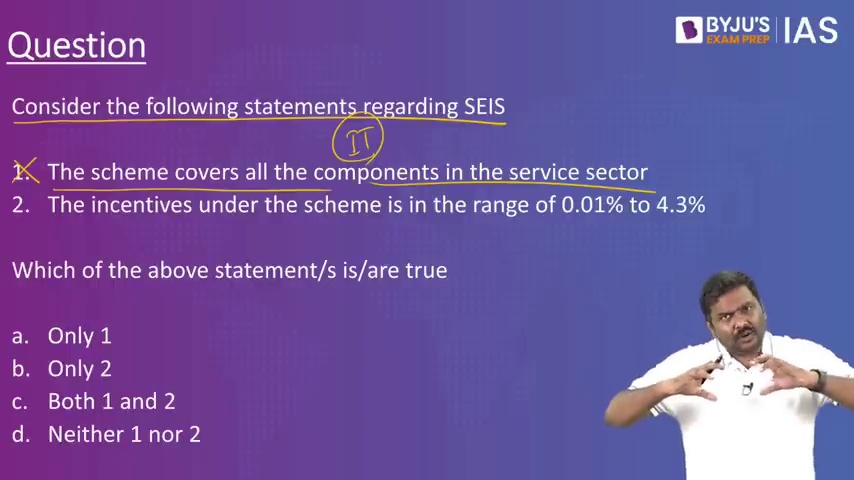 Question
BYJU'S
EXAM PREP
IAS
Consider the following statements regarding SEIS
IT
1. The scheme covers all the components in the service sector
2. The incentives under the scheme is in the range of 0.01% to 4.3%
Which of the above statement/s is/are true
a. Only 1
b. Only 2
c. Both 1 and 2
d. Neither 1 nor 2